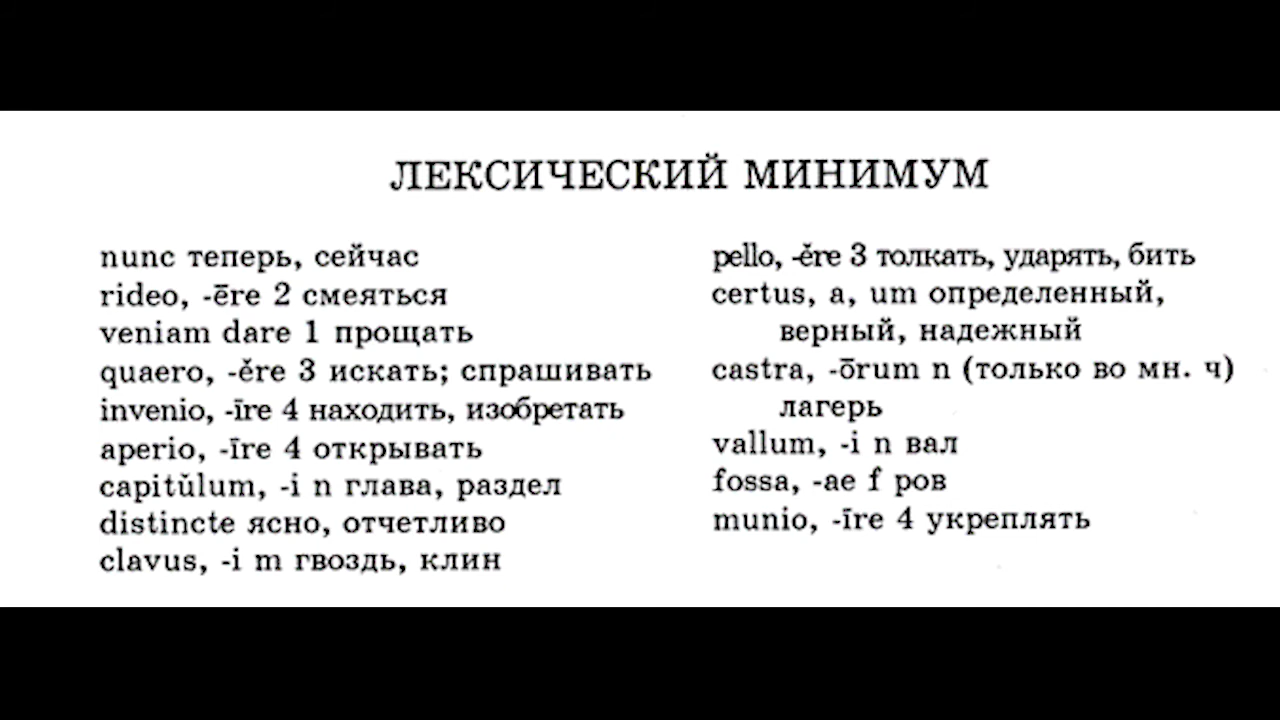 ЛЕКСИЧЕСКИЙ МИНИМУМ
nunc теперь, сейчас
rideo, -ēre 2 смеяться
veniam dare 1 прощать
quaero, -ĕre 3 искать; спрашивать
invenio, -īre 4 находить, изобретать
aperio, -īre 4 открывать
capitŭlum, -i n глава, раздел
distincte ясно, отчетливо
clavus, -i m гвоздь, клин
pello, -ĕre 3 толкать, ударять, бить
certus, a, um определенный,
верный, надежный
castra, -ōrum n (только во мн. ч)
лагерь
vallum, -i n вал
fossa, -ae f ров
munio, -īre 4 укреплять